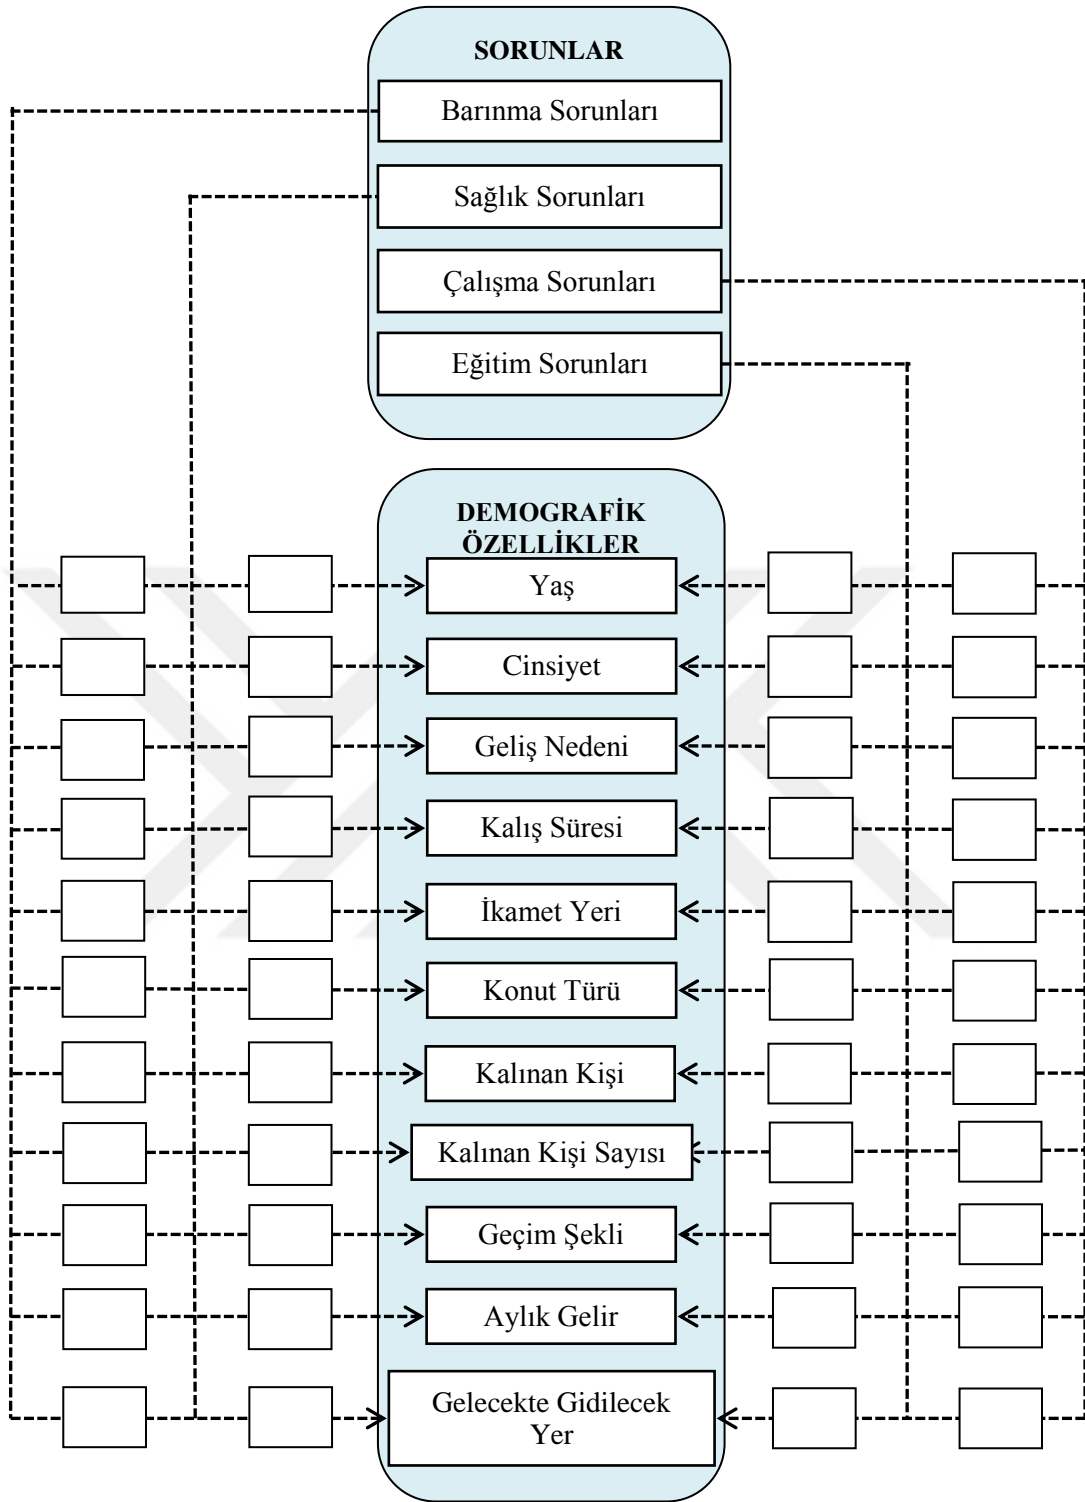 SORUNLAR
Barınma Sorunları
Sağlık Sorunları
Çalışma Sorunları
Eğitim Sorunları
DEMOGRAFİK
ÖZELLİKLER
Yaş
Cinsiyet
Geliş Nedeni
Kalış Süresi
İkamet Yeri
Konut Türü
Kalınan Kişi
Kalınan Kişi Sayısı
Geçim Şekli
Aylık Gelir
Gelecekte Gidilecek
Yer